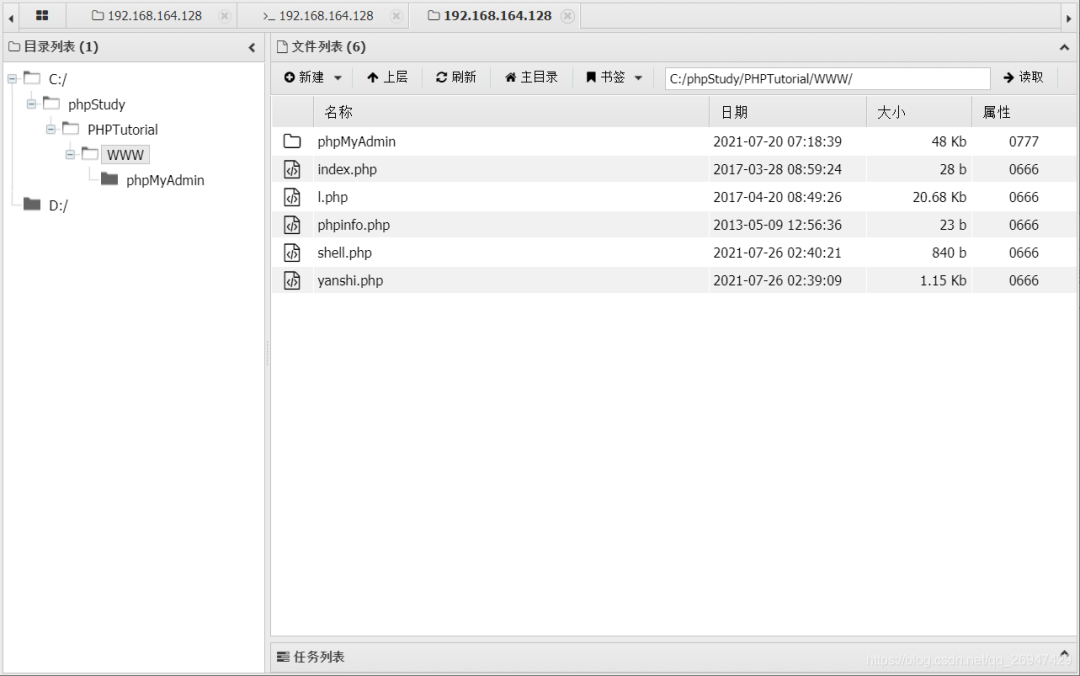 192.168.164.128 >_ 192.168.164.128 192.168.164.128
目录列表 (1)
C:/
phpStudy
PHPTutorial
WWW
phpMyAdmin
D:/
文件列表 (6)
新建 上层 刷新 主目录 书签 C:/phpStudy/PHPTutorial/WWW/ 读取
名称 日期 大小 属性
phpMyAdmin 2021-07-20 07:18:39 48 Kb 0777
index.php 2017-03-28 08:59:24 28 b 0666
l.php 2017-04-20 08:49:26 20.68 Kb 0666
phpinfo.php 2013-05-09 12:56:36 23 b 0666
shell.php 2021-07-26 02:40:21 840 b 0666
yanshi.php 2021-07-26 02:39:09 1.15 Kb 0666
任务列表